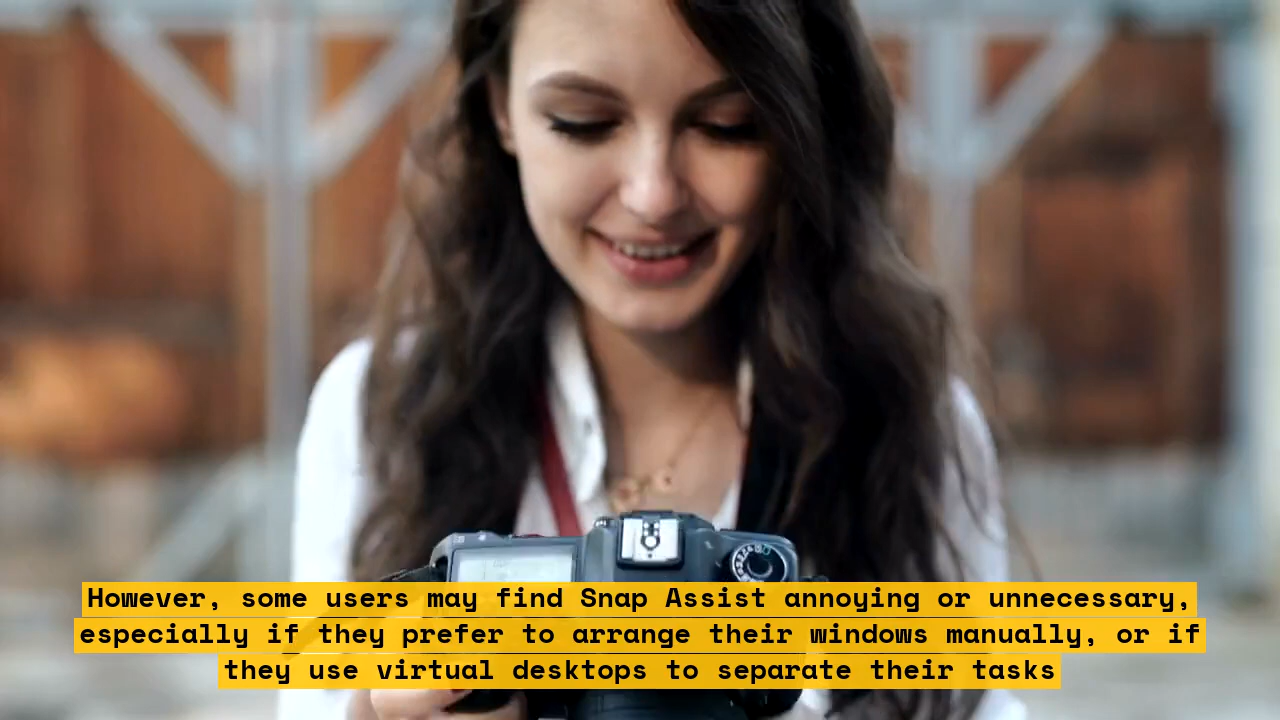 However, some users may find Snap Assist annoying or unnecessary,
especially if they prefer to arrange their windows manually, or if
they use virtual desktops to separate their tasks